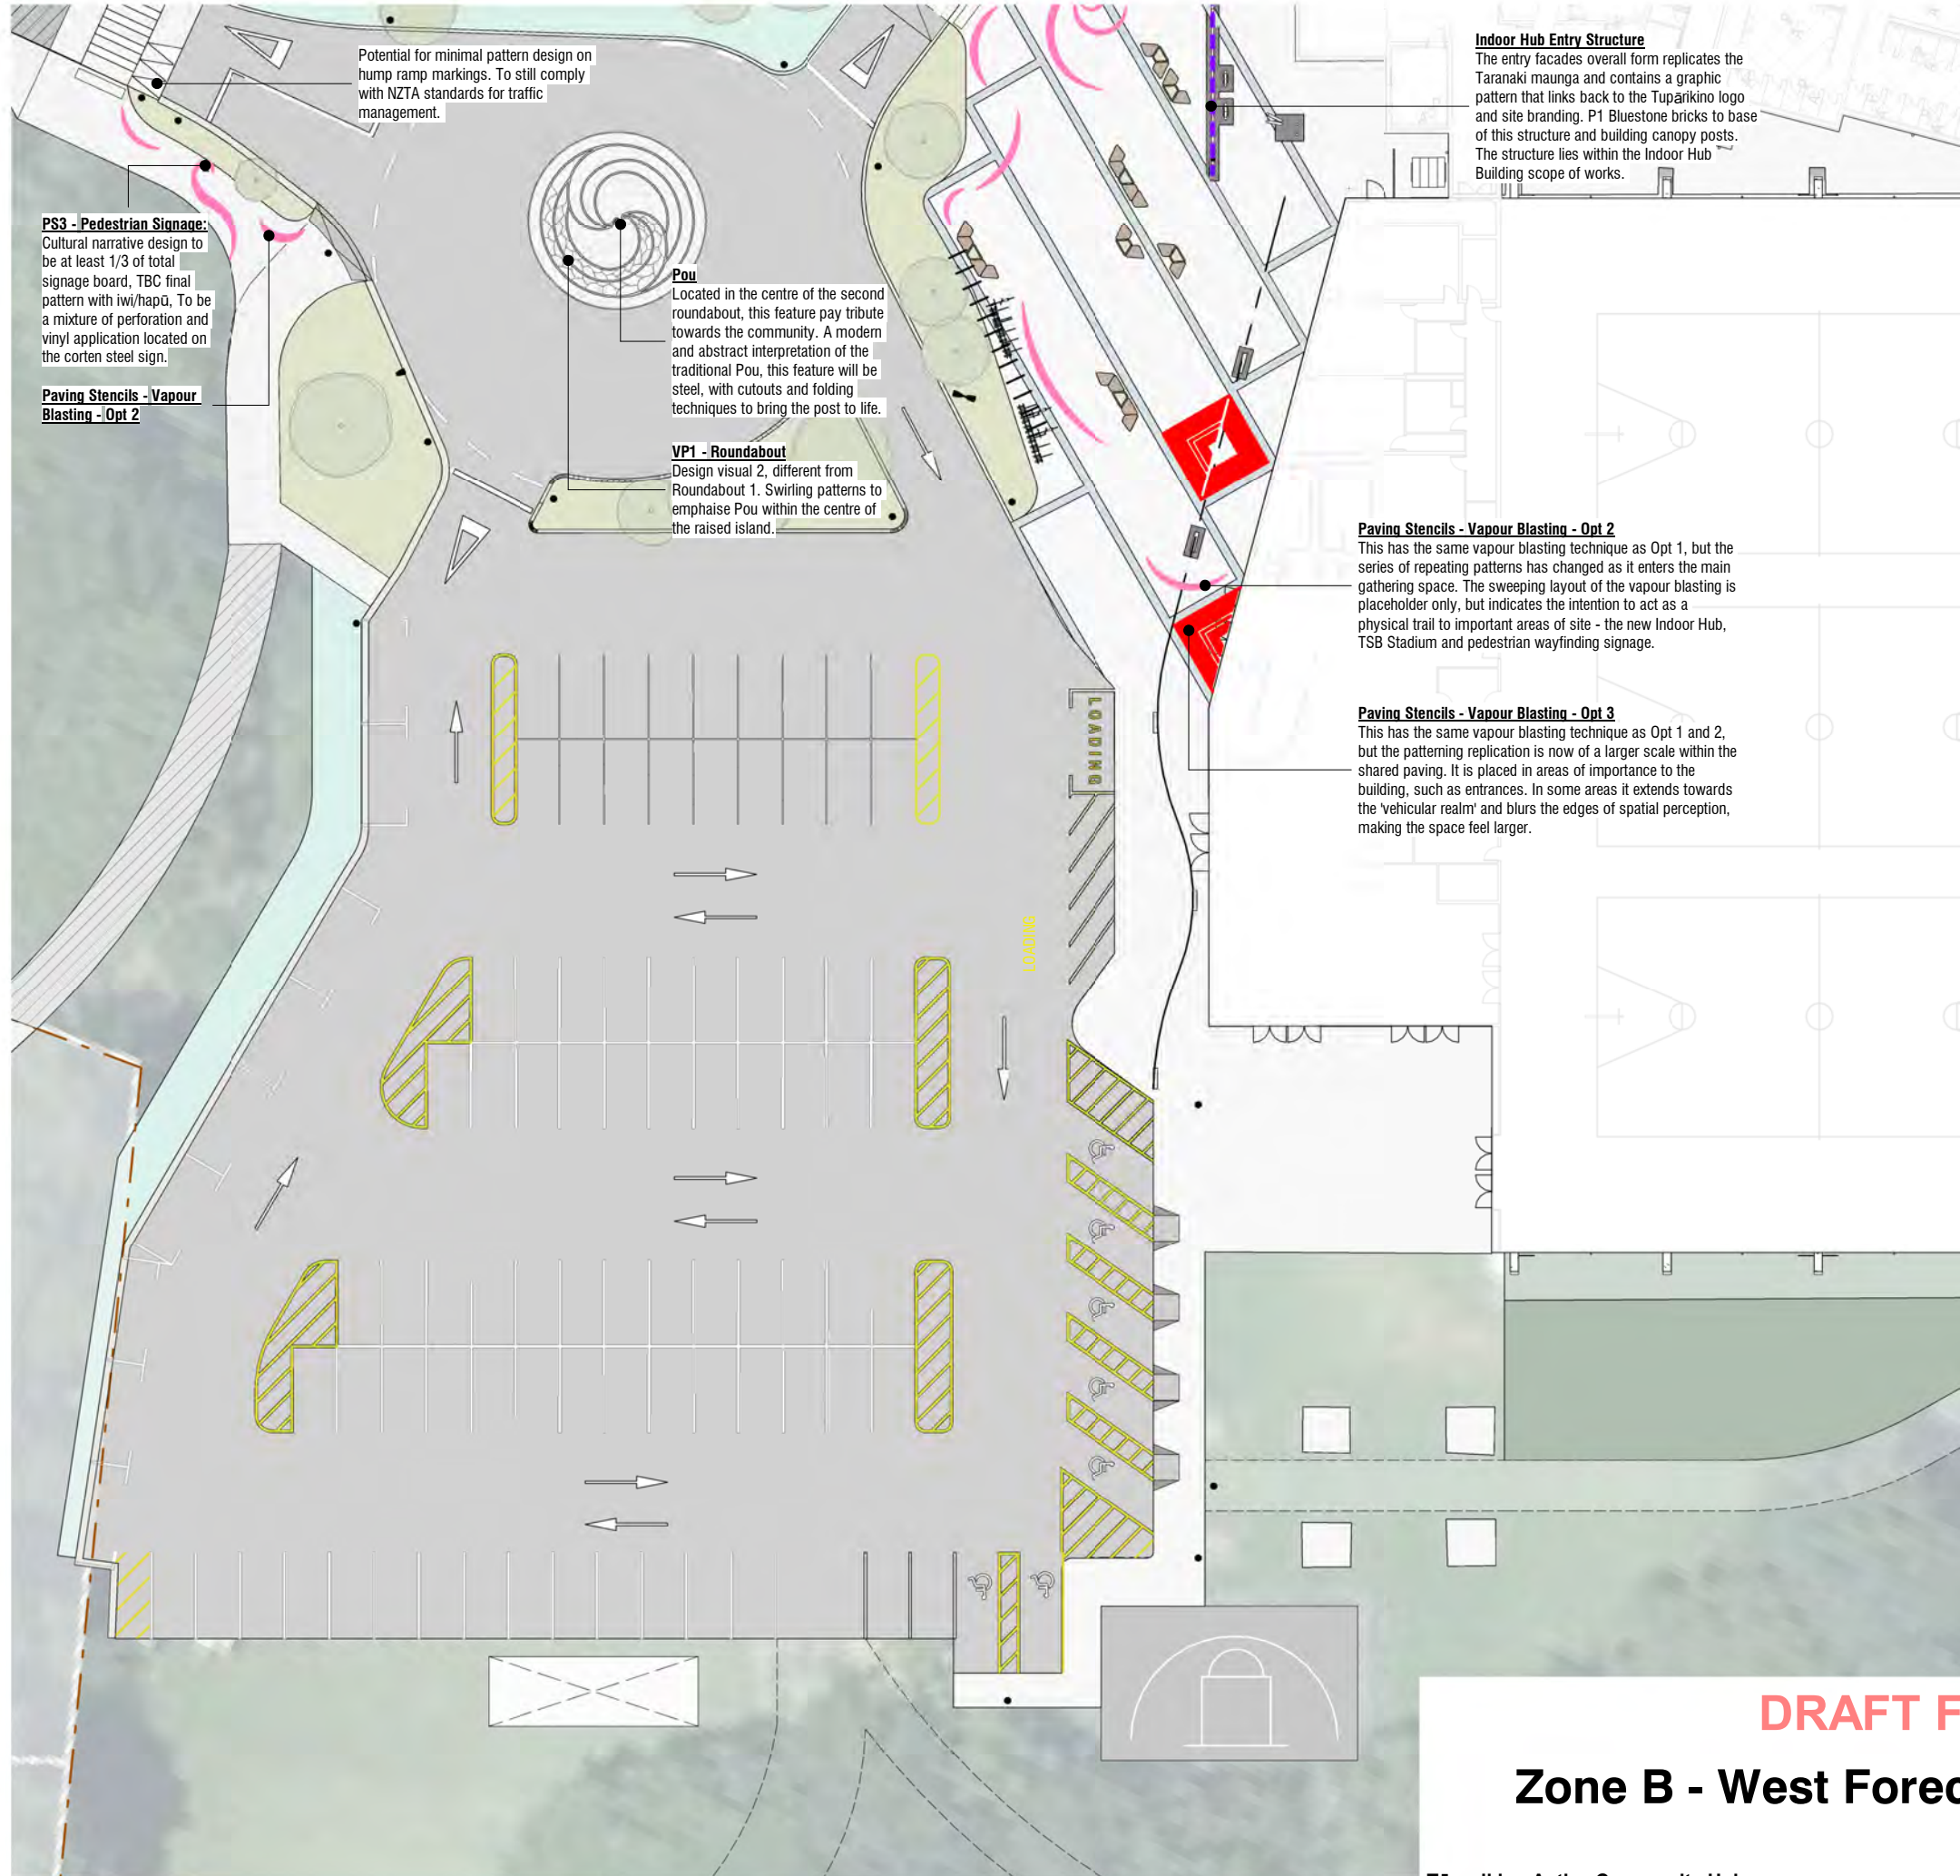 Potential for minimal pattern design on
hump ramp markings. To still comply
with NZTA standards for traffic
management.
Indoor Hub Entry Structure
The entry facades overall form replicates the
Taranaki maunga and contains a graphic
pattern that links back to the Tupārikino logo
and site branding. P1 Bluestone bricks to base
of this structure and building canopy posts.
The structure lies within the Indoor Hub
Building scope of works.
PS3 - Pedestrian Signage:
Cultural narrative design to
be at least 1/3 of total
signage board, TBC final
pattern with iwi/hapū, To be
a mixture of perforation and
vinyl application located on
the corten steel sign.
Paving Stencils - Vapour
Blasting - Opt 2
Pou
Located in the centre of the second
roundabout, this feature pay tribute
towards the community. A modern
and abstract interpretation of the
traditional Pou, this feature will be
steel, with cutouts and folding
techniques to bring the post to life.
VP1 - Roundabout
Design visual 2, different from
Roundabout 1. Swirling patterns to
emphaise Pou within the centre of
the raised island.
Paving Stencils - Vapour Blasting - Opt 2
This has the same vapour blasting technique as Opt 1, but the
series of repeating patterns has changed as it enters the main
gathering space. The sweeping layout of the vapour blasting is
placeholder only, but indicates the intention to act as a
physical trail to important areas of site - the new Indoor Hub,
TSB Stadium and pedestrian wayfinding signage.
Paving Stencils - Vapour Blasting - Opt 3
This has the same vapour blasting technique as Opt 1 and 2,
but the patterning replication is now of a larger scale within the
shared paving. It is placed in areas of importance to the
building, such as entrances. In some areas it extends towards
the 'vehicular realm' and blurs the edges of spatial perception,
making the space feel larger.
LOADING
LOADING
DRAFT F
Zone B - West Forec